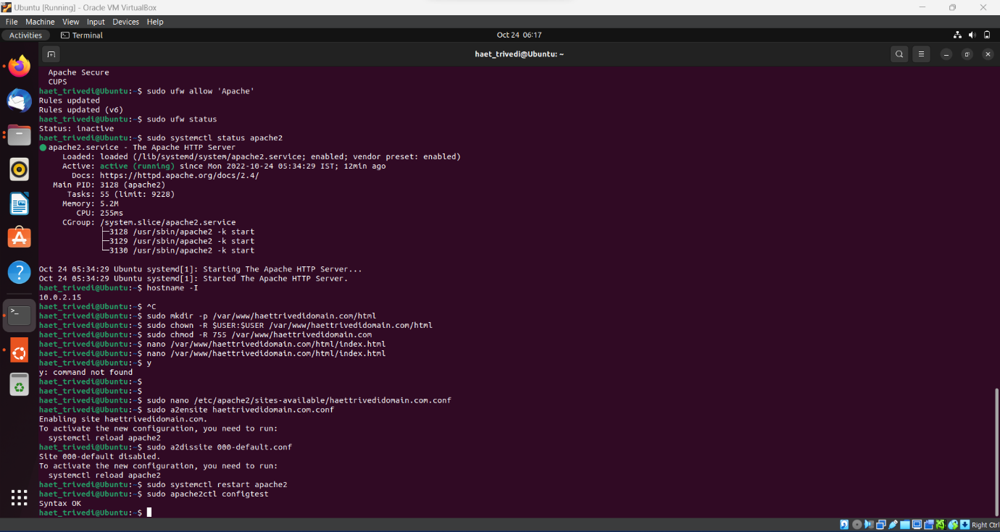 Ubuntu [Running] - Oracle VM VirtualBox
File Machine View Input Devices Help
Activities Terminal Oct 24 06:17
haet_trivedi@Ubuntu: ~
Apache Secure
CUPS
haet_trivedi@Ubuntu:~$ sudo ufw allow 'Apache'
Rules updated
Rules updated (v6)
haet_trivedi@Ubuntu:~$ sudo ufw status
Status: inactive
haet_trivedi@Ubuntu:~$ sudo systemctl status apache2
apache2.service - The Apache HTTP Server
Loaded: loaded (/lib/systemd/system/apache2.service; enabled; vendor preset: enabled)
Active: active (running) since Mon 2022-10-24 05:34:29 IST; 12min ago
Docs: https://httpd.apache.org/docs/2.4/
Main PID: 3128 (apache2)
Tasks: 55 (limit: 9228)
Memory: 5.2M
CPU: 255ms
CGroup: /system.slice/apache2.service
├─3128 /usr/sbin/apache2 -k start
├─3129 /usr/sbin/apache2 -k start
└─3130 /usr/sbin/apache2 -k start
Oct 24 05:34:29 Ubuntu systemd[1]: Starting The Apache HTTP Server...
Oct 24 05:34:29 Ubuntu systemd[1]: Started The Apache HTTP Server.
haet_trivedi@Ubuntu:~$ hostname -I
10.0.2.15
haet_trivedi@Ubuntu:~$ ^C
haet_trivedi@Ubuntu:~$ sudo mkdir -p /var/www/haettrivedidomain.com/html
haet_trivedi@Ubuntu:~$ sudo chown -R $USER:$USER /var/www/haettrivedidomain.com/html
haet_trivedi@Ubuntu:~$ sudo chmod -R 755 /var/www/haettrivedidomain.com
haet_trivedi@Ubuntu:~$ nano /var/www/haettrivedidomain.com/html/index.html
haet_trivedi@Ubuntu:~$ nano /var/www/haettrivedidomain.com/html/index.html
haet_trivedi@Ubuntu:~$ y
y: command not found
haet_trivedi@Ubuntu:~$
haet_trivedi@Ubuntu:~$
haet_trivedi@Ubuntu:~$ sudo nano /etc/apache2/sites-available/haettrivedidomain.com.conf
haet_trivedi@Ubuntu:~$ sudo a2ensite haettrivedidomain.com.conf
Enabling site haettrivedidomain.com.
To activate the new configuration, you need to run:
systemctl reload apache2
haet_trivedi@Ubuntu:~$ sudo a2dissite 000-default.conf
Site 000-default disabled.
To activate the new configuration, you need to run:
systemctl reload apache2
haet_trivedi@Ubuntu:~$ sudo systemctl restart apache2
haet_trivedi@Ubuntu:~$ sudo apache2ctl configtest
Syntax OK
haet_trivedi@Ubuntu:~$
Right Ctrl